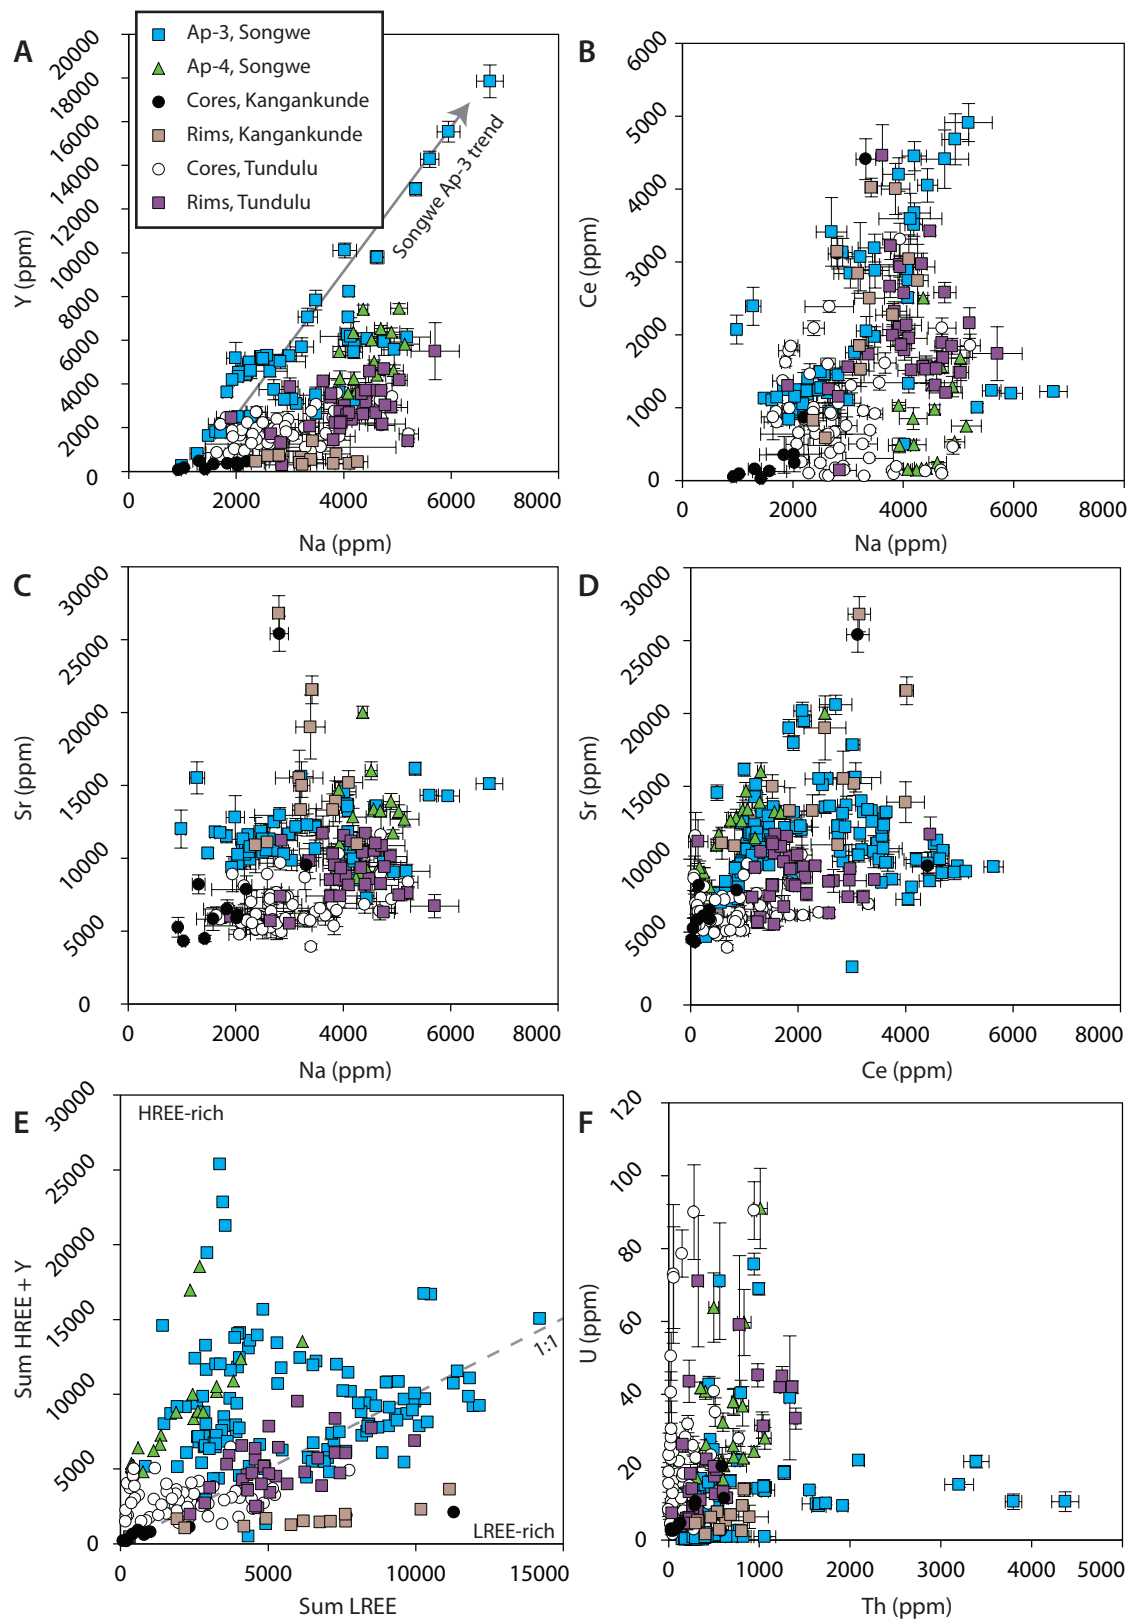 A
Ap-3, Songwe
Ap-4, Songwe
Cores, Kangankunde
Rims, Kangankunde
Cores, Tundulu
Rims, Tundulu
Songwe Ap-3 trend
20000
18000
16000
14000
12000
10000
8000
6000
4000
2000
0
Y (ppm)
0 2000 4000 6000 8000
Na (ppm)
B
6000
5000
4000
3000
2000
1000
0
Ce (ppm)
0 2000 4000 6000 8000
Na (ppm)
C
30000
25000
20000
15000
10000
5000
0
Sr (ppm)
0 2000 4000 6000 8000
Na (ppm)
D
30000
25000
20000
15000
10000
5000
0
Sr (ppm)
0 2000 4000 6000 8000
Ce (ppm)
E
HREE-rich
30000
25000
20000
15000
10000
5000
0
Sum HREE + Y
1:1
LREE-rich
0 5000 10000 15000
Sum LREE
F
120
100
80
60
40
20
0
U (ppm)
0 1000 2000 3000 4000 5000
Th (ppm)